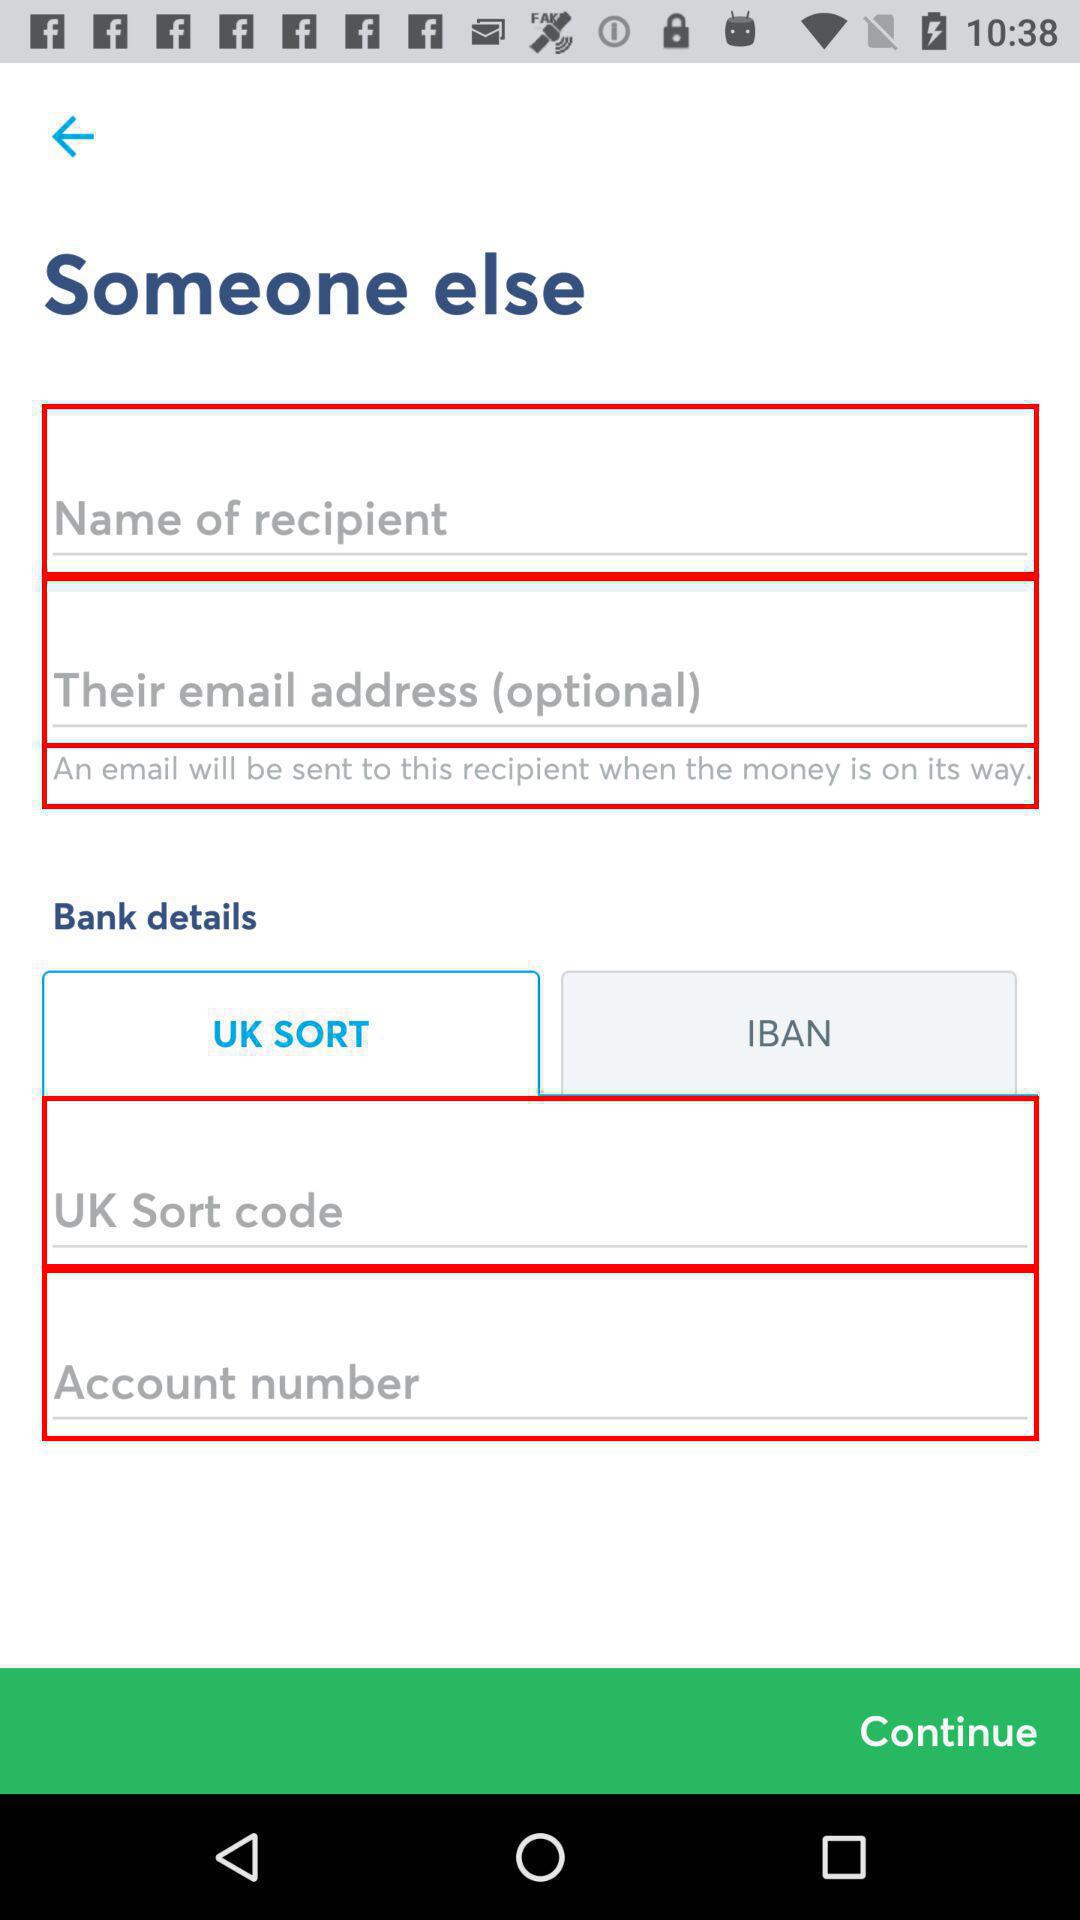 FAKE
10:38
Someone else
Name of recipient
Their email address (optional)
An email will be sent to this recipient when the money is on its way.
Bank details
UK SORT
IBAN
UK Sort code
Account number
Continue